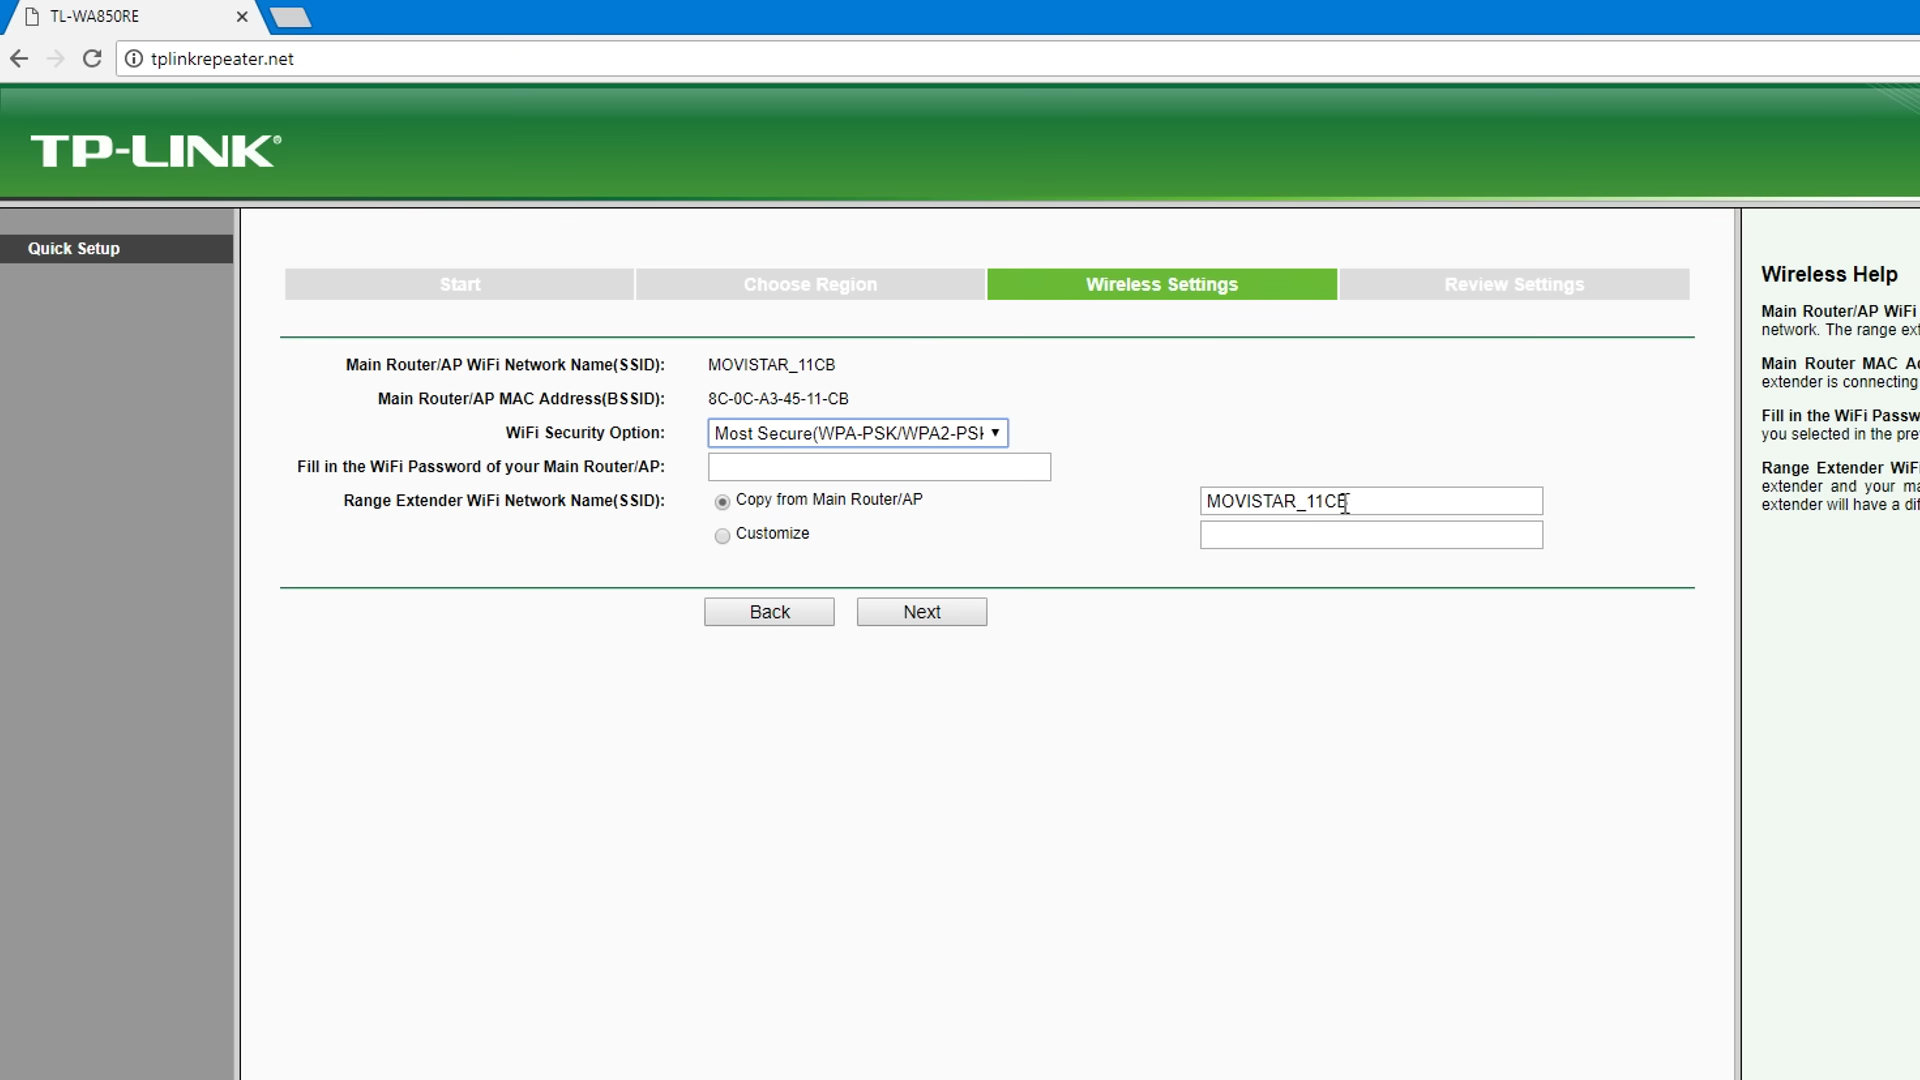 TL-WA850RE
tplinkrepeater.net
TP-LINK®
Quick Setup
Start
Choose Region
Wireless Settings
Review Settings
Main Router/AP WiFi Network Name(SSID): MOVISTAR_11CB
Main Router/AP MAC Address(BSSID): 8C-0C-A3-45-11-CB
WiFi Security Option: Most Secure(WPA-PSK/WPA2-PSK
Fill in the WiFi Password of your Main Router/AP:
Range Extender WiFi Network Name(SSID): Copy from Main Router/AP MOVISTAR_11CB
Customize
Back
Next
Wireless Help
Main Router/AP WiFi
network. The range ext
Main Router MAC Ad
extender is connecting
Fill in the WiFi Passw
you selected in the pre
Range Extender WiFi
extender and your ma
extender will have a dif